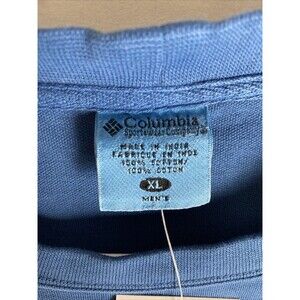 Columbia
Sportswear Company
MADE IN INDIA
FABRIQUE EN INDE
100% COTTON/
100% COTON
XL
MEN'S